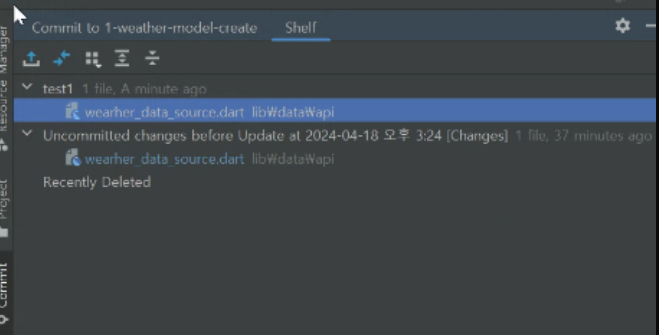 Commit to 1-weather-model-create Shelf
test1 1 file, A minute ago
wearher_data_source.dart lib₩data₩api
Uncommitted changes before Update at 2024-04-18 오후 3:24 [Changes] 1 file, 37 minutes ago
wearher_data_source.dart lib₩data₩api
Recently Deleted
Resource Manager
Project
Commit